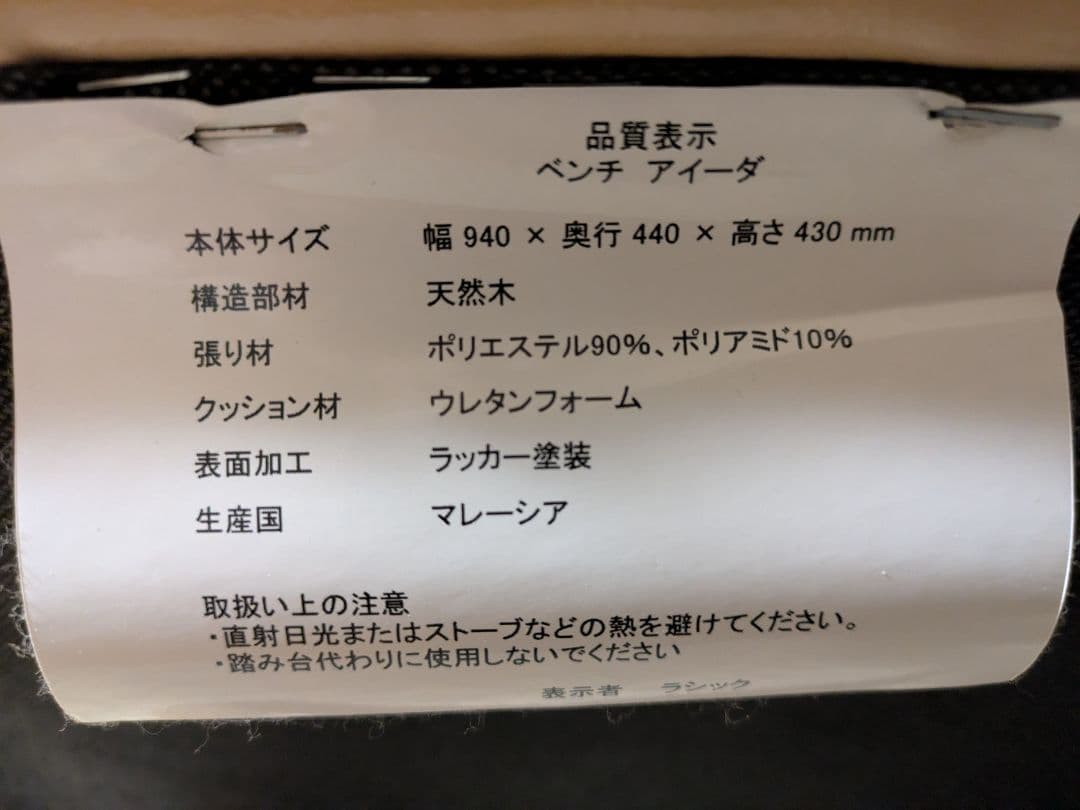 品質表示
ベンチ アイーダ
本体サイズ 幅 940 × 奥行 440 × 高さ 430 mm
構造部材 天然木
張り材 ポリエステル90%、ポリアミド10%
クッション材 ウレタンフォーム
表面加工 ラッカー塗装
生産国 マレーシア
取扱い上の注意
・直射日光またはストーブなどの熱を避けてください。
・踏み台代わりに使用しないでください
表示者 ラシック